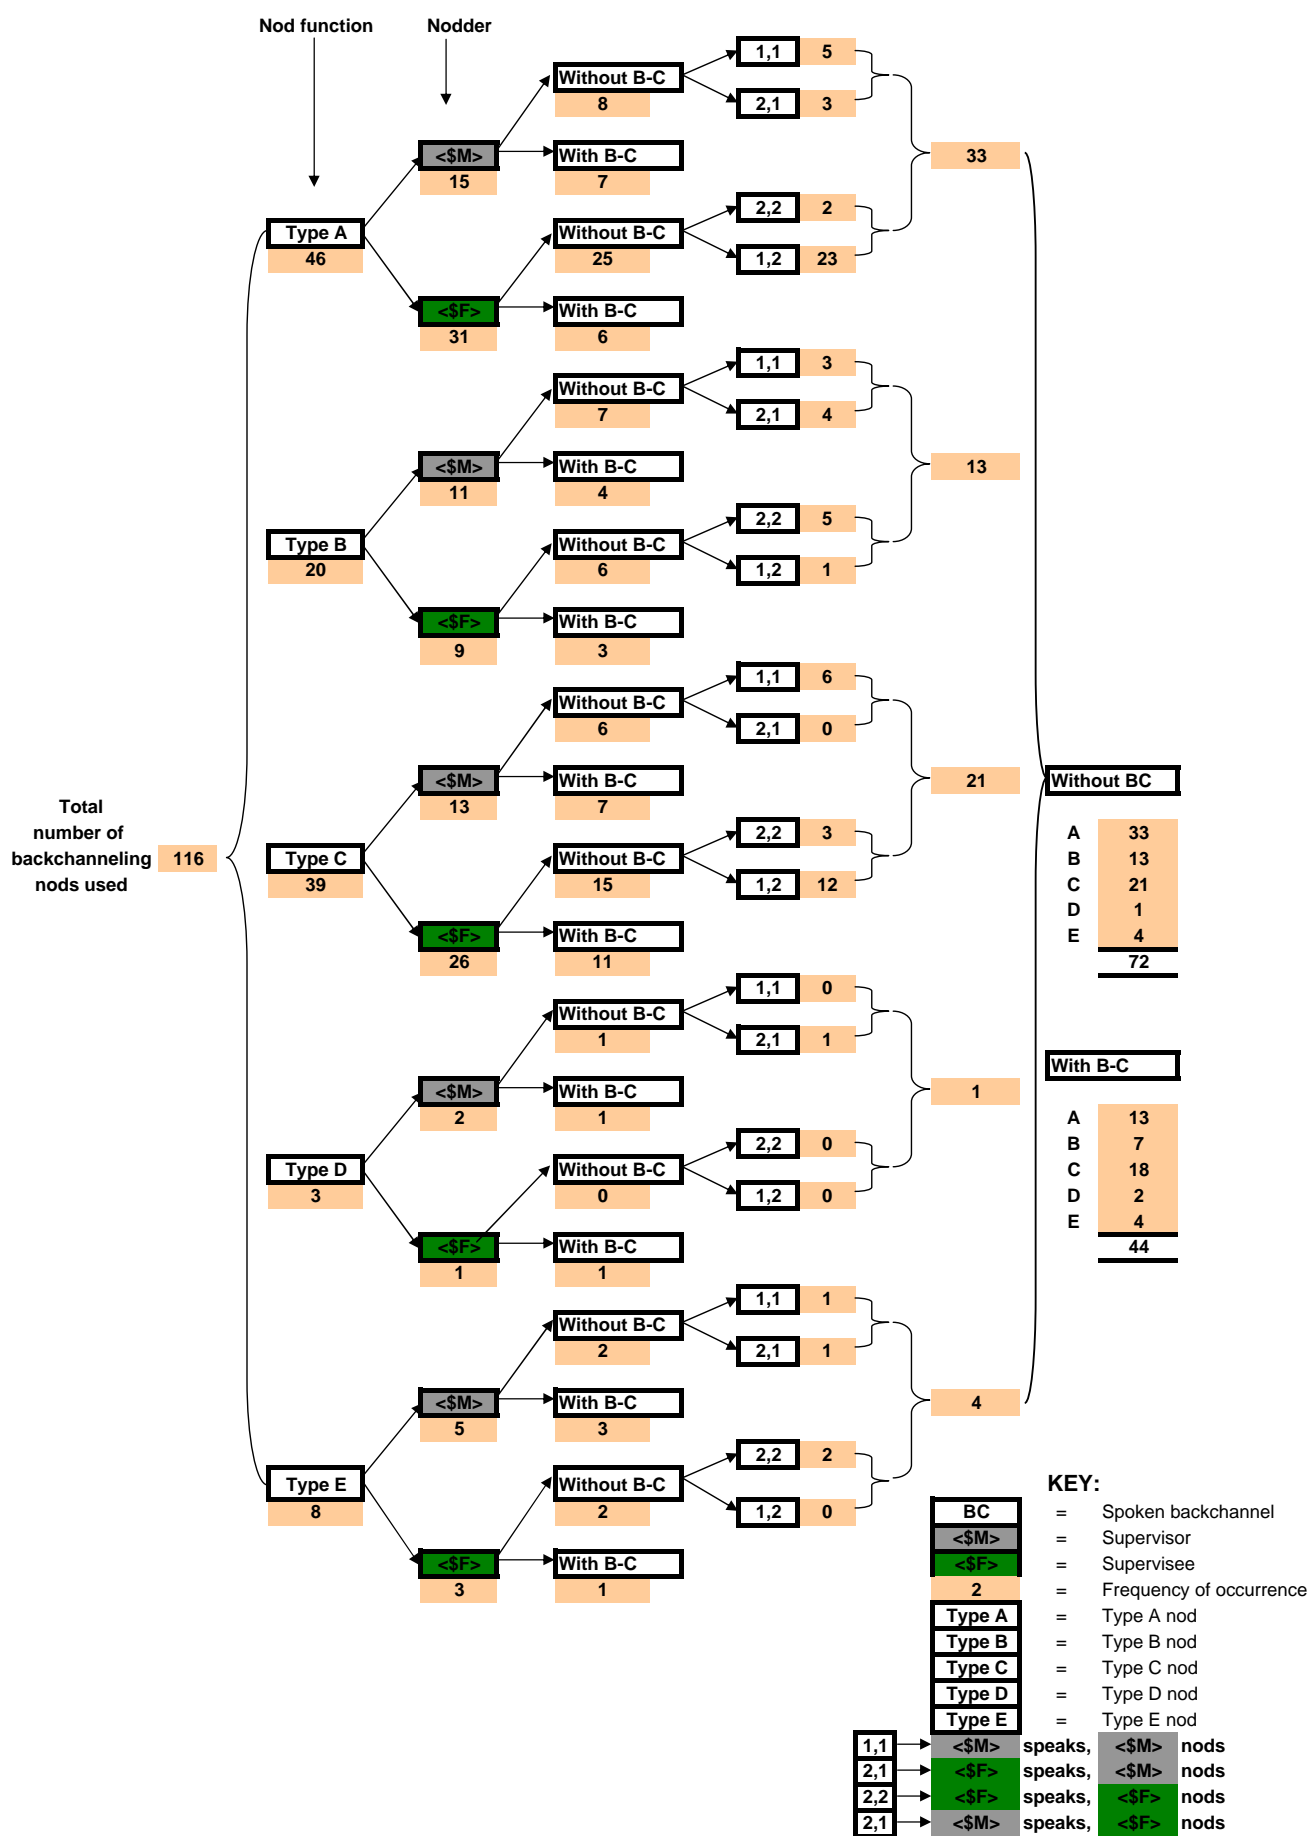 Nod function Nodder
1,1 5
Without B-C
8
2,1 3
<$M> With B-C 33
15 7
2,2 2
Type A Without B-C
46 25
1,2 23
<$F> With B-C
31 6
1,1 3
Without B-C
7
2,1 4
<$M> With B-C 13
11 4
2,2 5
Type B Without B-C
20 6
1,2 1
<$F> With B-C
9 3
1,1 6
Without B-C
6
2,1 0
<$M> With B-C 21 Without BC
13 7
Total
number of
backchanneling 116
nods used
2,2 3
Type C Without B-C
39 15
1,2 12
A 33
B 13
C 21
D 1
E 4
72
<$F> With B-C
26 11
1,1 0
Without B-C
1
2,1 1
With B-C
<$M> With B-C 1
2 1
A 13
B 7
C 18
D 2
E 4
44
2,2 0
Type D Without B-C
3 0
1,2 0
<$F> With B-C
1 1
1,1 1
Without B-C
2
2,1 1
<$M> With B-C 4
5 3
2,2 2
Type E Without B-C
8 2
1,2 0
<$F> With B-C
3 1
KEY:
BC = Spoken backchannel
<$M> = Supervisor
<$F> = Supervisee
2 = Frequency of occurrence
Type A = Type A nod
Type B = Type B nod
Type C = Type C nod
Type D = Type D nod
Type E = Type E nod
1,1 <$M> speaks, <$M> nods
2,1 <$F> speaks, <$M> nods
2,2 <$F> speaks, <$F> nods
2,1 <$M> speaks, <$F> nods